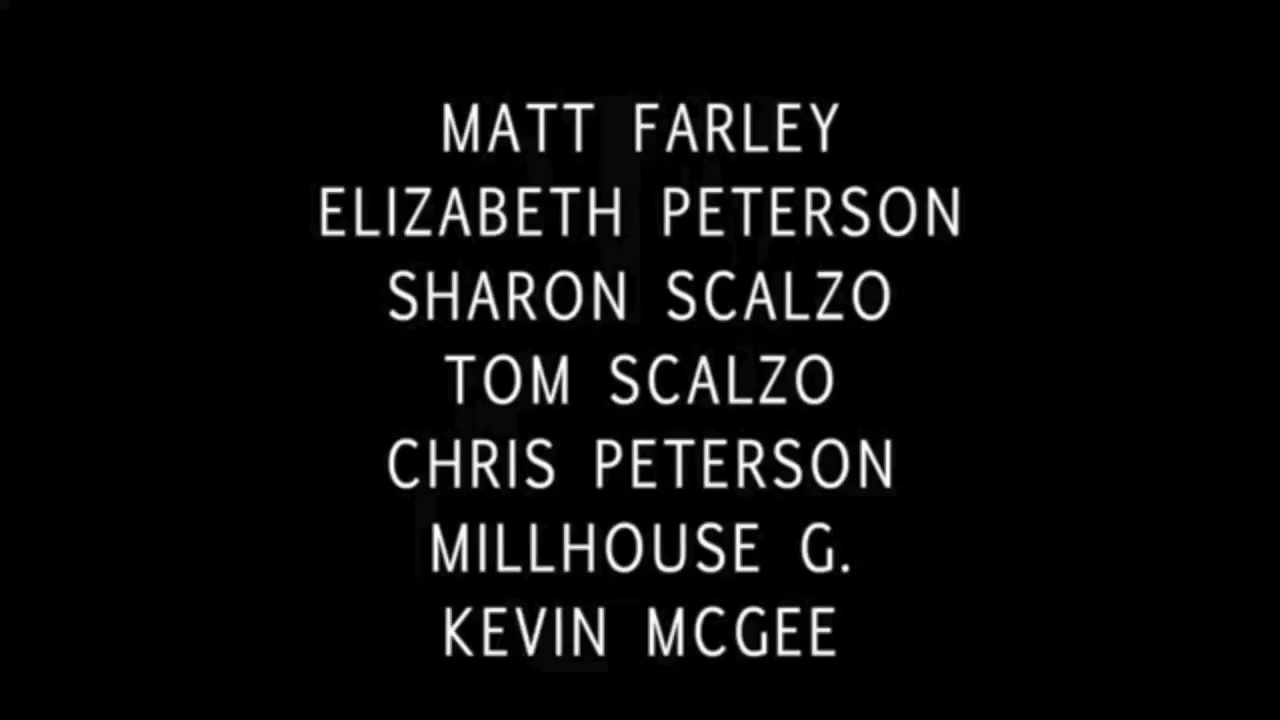 MATT FARLEY
ELIZABETH PETERSON
SHARON SCALZO
TOM SCALZO
CHRIS PETERSON
MILLHOUSE G.
KEVIN MCGEE